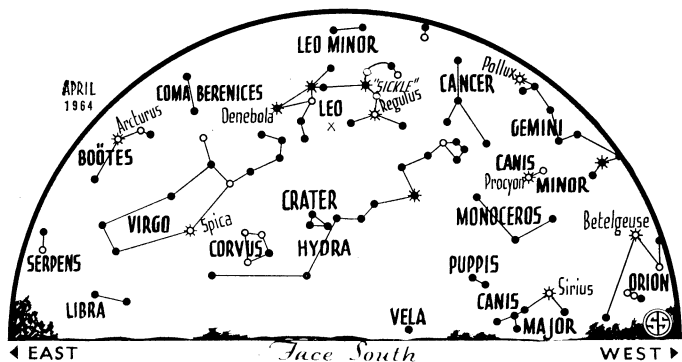 LEO MINOR
APRIL
1964
COMA BERENICES
"SICKLE"
CANCER
Pollux
Denebola
LEO
Regulus
Arcturus
GEMINI
BOÖTES
CANIS
MINOR
Procyon
CRATER
MONOCEROS
Betelgeuse
VIRGO
Spica
CORVUS
HYDRA
SERPENS
PUPPIS
LIBRA
ORION
Sirius
CANIS
MAJOR
VELA
EAST
Face South
WEST